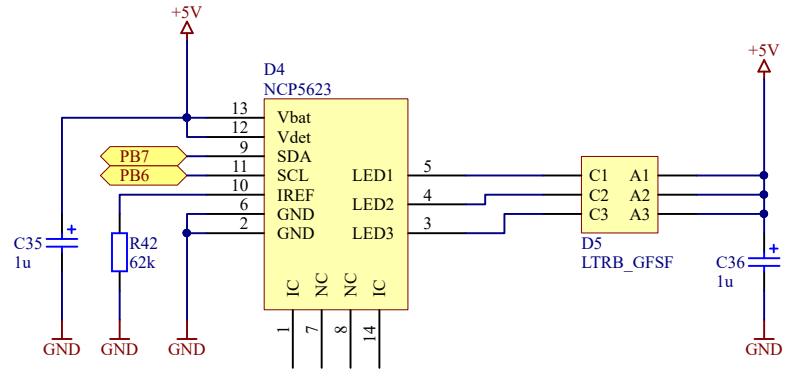 +5V
+5V
D4
NCP5623
13 Vbat
12 Vdet
PB7 9 SDA
PB6 11 SCL LED1 5 C1 A1
10 IREF LED2 4 C2 A2
6 GND C3 A3
2 GND LED3 3
+ +
C35 R42 D5
1u 62k LTRB_GFSF C36
1u
IC NC NC IC
1 7 8 14
GND GND GND GND